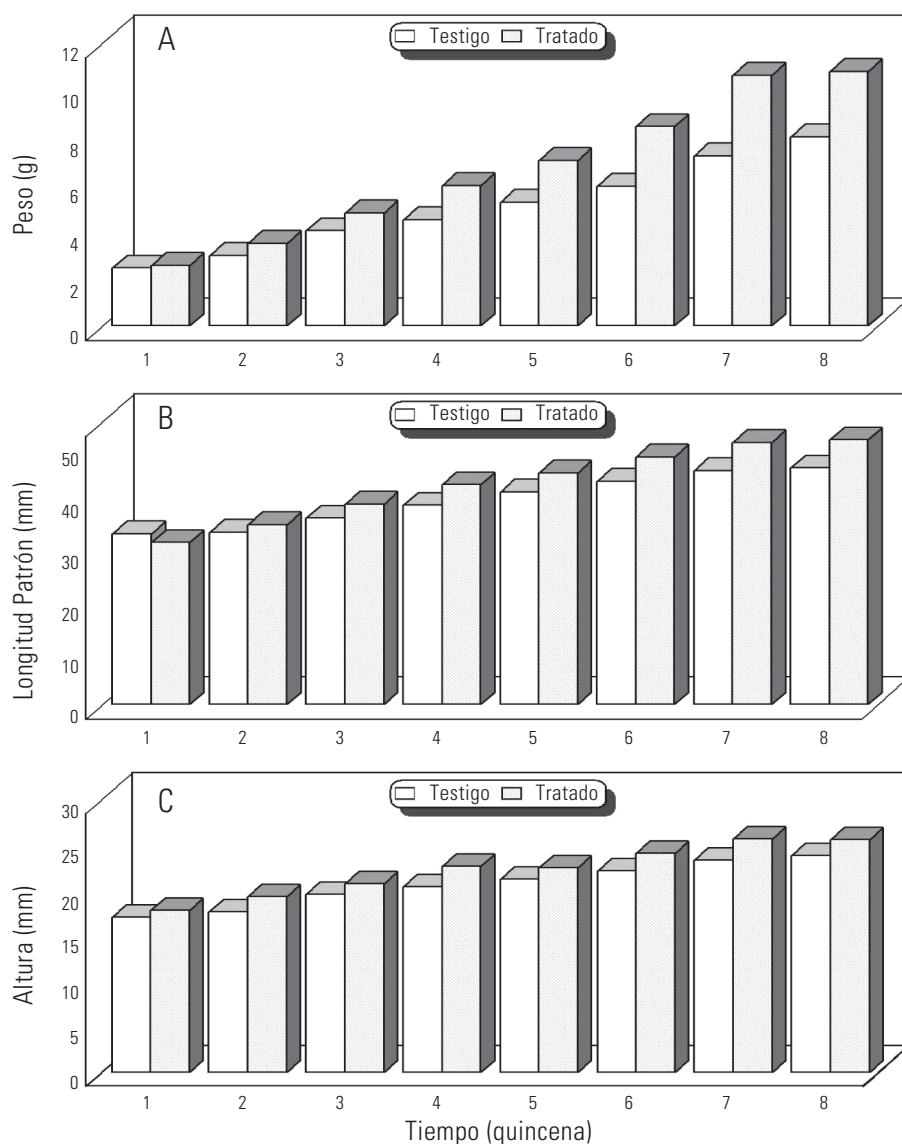 A
Testigo Tratado
12
10
8
6
4
2
0
Peso (g)
1 2 3 4 5 6 7 8
B
Testigo Tratado
50
40
30
20
10
0
Longitud Patrón (mm)
1 2 3 4 5 6 7 8
C
Testigo Tratado
30
25
20
15
10
5
0
Altura (mm)
1 2 3 4 5 6 7 8
Tiempo (quincena)